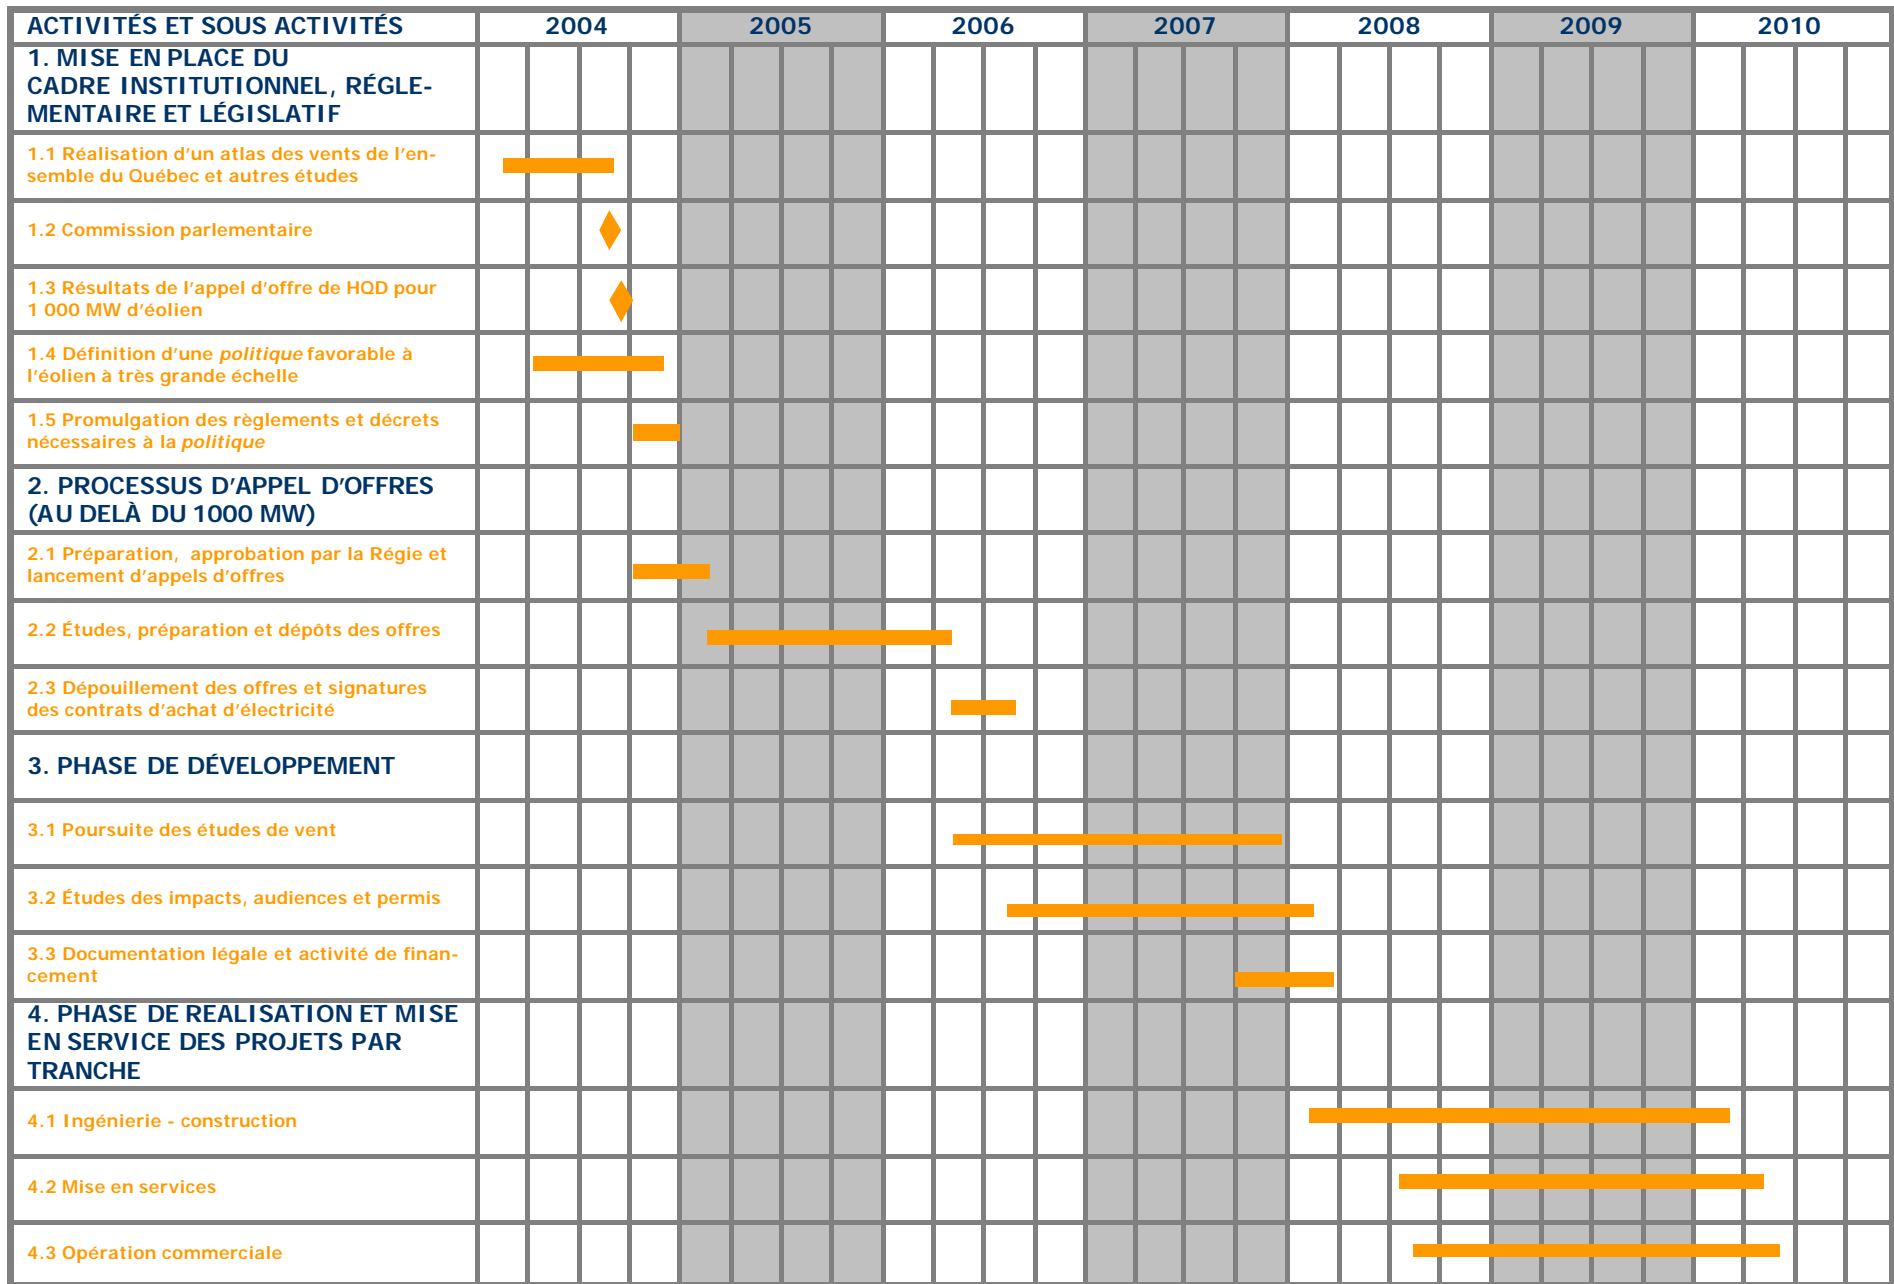 ACTIVITÉS ET SOUS ACTIVITÉS 2004 2005 2006 2007 2008 2009 2010
1. MISE EN PLACE DU
CADRE INSTITUTIONNEL, RÉGLE-
MENTAIRE ET LÉGISLATIF
1.1 Réalisation d'un atlas des vents de l'en-
semble du Québec et autres études
1.2 Commission parlementaire
1.3 Résultats de l'appel d'offre de HQD pour
1 000 MW d'éolien
1.4 Définition d'une politique favorable à
l'éolien à très grande échelle
1.5 Promulgation des règlements et décrets
nécessaires à la politique
2. PROCESSUS D'APPEL D'OFFRES
(AU DELÀ DU 1000 MW)
2.1 Préparation, approbation par la Régie et
lancement d'appels d'offres
2.2 Études, préparation et dépôts des offres
2.3 Dépouillement des offres et signatures
des contrats d'achat d'électricité
3. PHASE DE DÉVELOPPEMENT
3.1 Poursuite des études de vent
3.2 Études des impacts, audiences et permis
3.3 Documentation légale et activité de finan-
cement
4. PHASE DE REALISATION ET MISE
EN SERVICE DES PROJETS PAR
TRANCHE
4.1 Ingénierie - construction
4.2 Mise en services
4.3 Opération commerciale